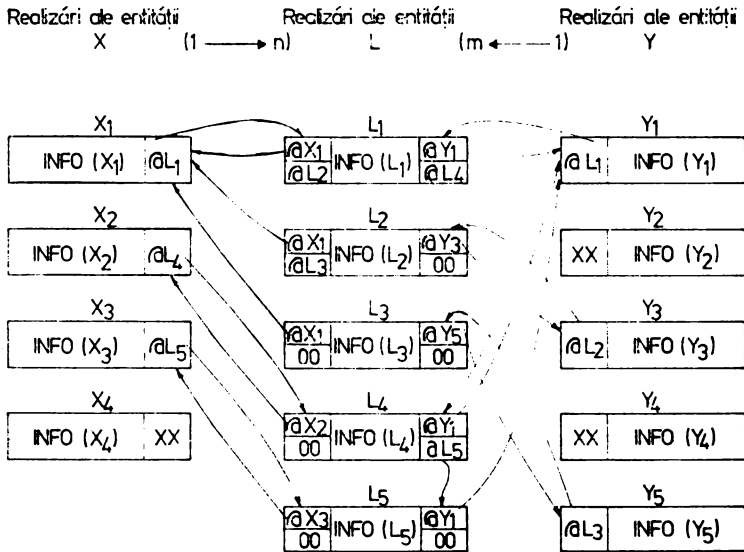 Realizări ale entității Realizări ale entității Realizări ale entității
X (1 n) L (m 1) Y
X1 L1 Y1
INFO (X1) @L1 @X1 INFO (L1) @Y1 @L1 INFO (Y1)
@L2 @L4
X2 L2 Y2
INFO (X2) @L4 @X1 INFO (L2) @Y3 XX INFO (Y2)
@L3 00
X3 L3 Y3
INFO (X3) @L5 @X1 INFO (L3) @Y5 @L2 INFO (Y3)
00 00
X4 L4 Y4
INFO (X4) XX @X2 INFO (L4) @Y1 XX INFO (Y4)
00 @L5
L5 Y5
@X3 INFO (L5) @Y1 @L3 INFO (Y5)
00 00